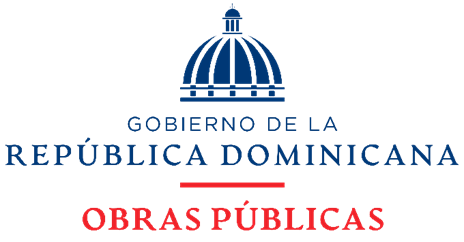 GOBIERNO DE LA
REPÚBLICA DOMINICANA
OBRAS PÚBLICAS